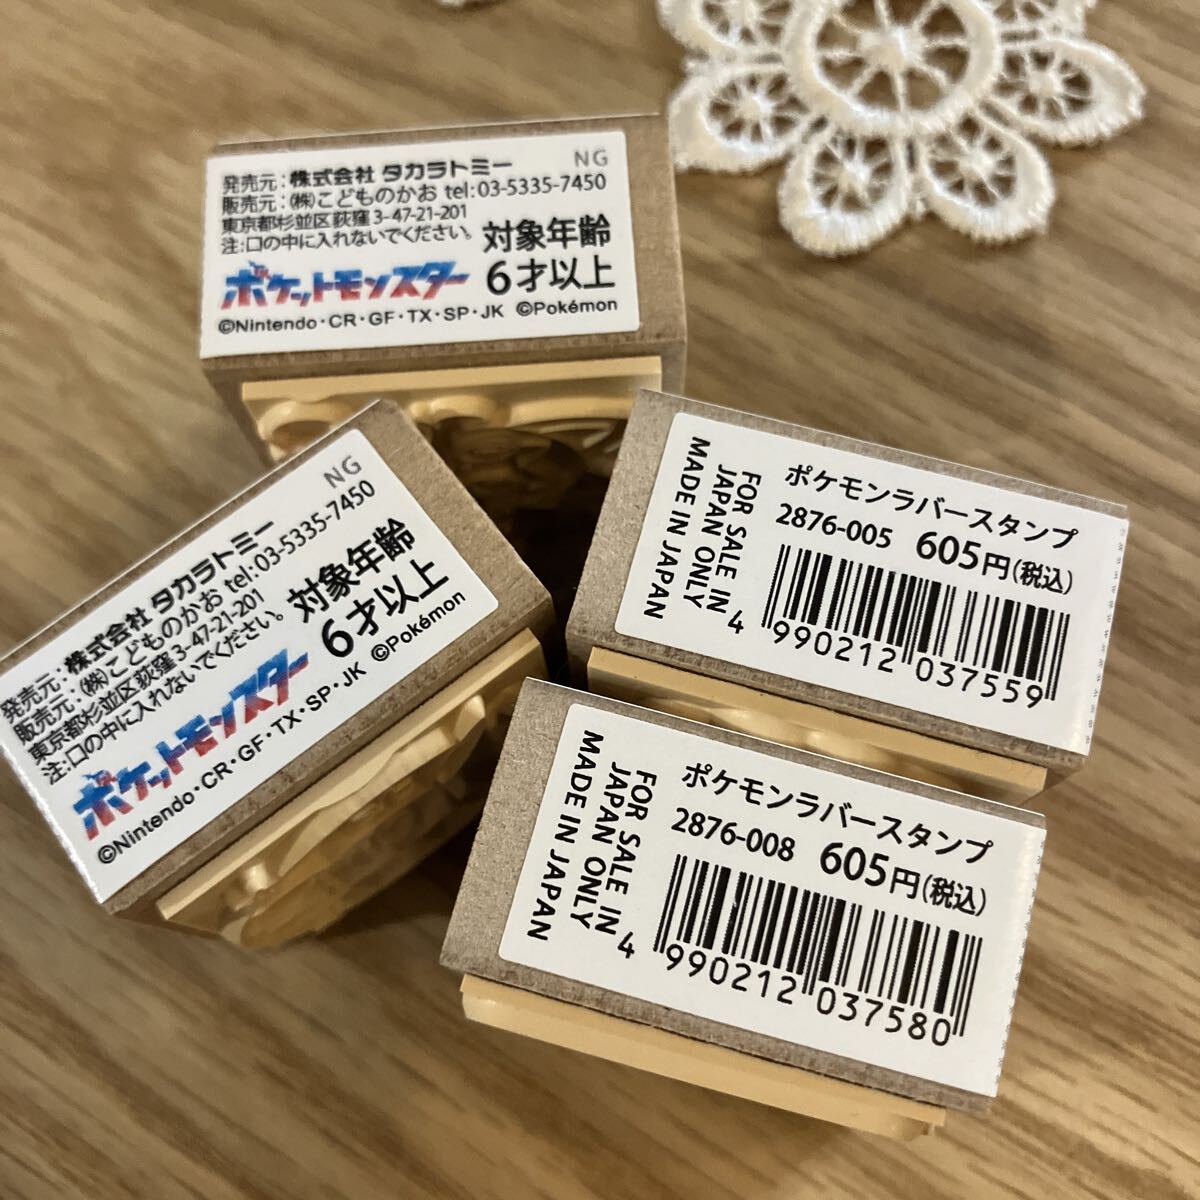 発売元：株式会社 タカラトミー NG
販売元：㈱こどものかお tel:03-5335-7450
東京都杉並区荻窪3-47-21-201
注：口の中に入れないでください。
対象年齢
6才以上
ポケットモンスター
©Nintendo・CR・GF・TX・SP・JK ©Pokémon
発売元：株式会社 タカラトミー NG
販売元：㈱こどものかお tel:03-5335-7450
東京都杉並区荻窪3-47-21-201
注：口の中に入れないでください。
対象年齢
6才以上
ポケットモンスター
©Nintendo・CR・GF・TX・SP・JK ©Pokémon
ポケモンラバースタンプ
2876-005 605円(税込)
4 990212 037559
FOR SALE IN
JAPAN ONLY
MADE IN JAPAN
ポケモンラバースタンプ
2876-008 605円(税込)
4 990212 037580
FOR SALE IN
JAPAN ONLY
MADE IN JAPAN